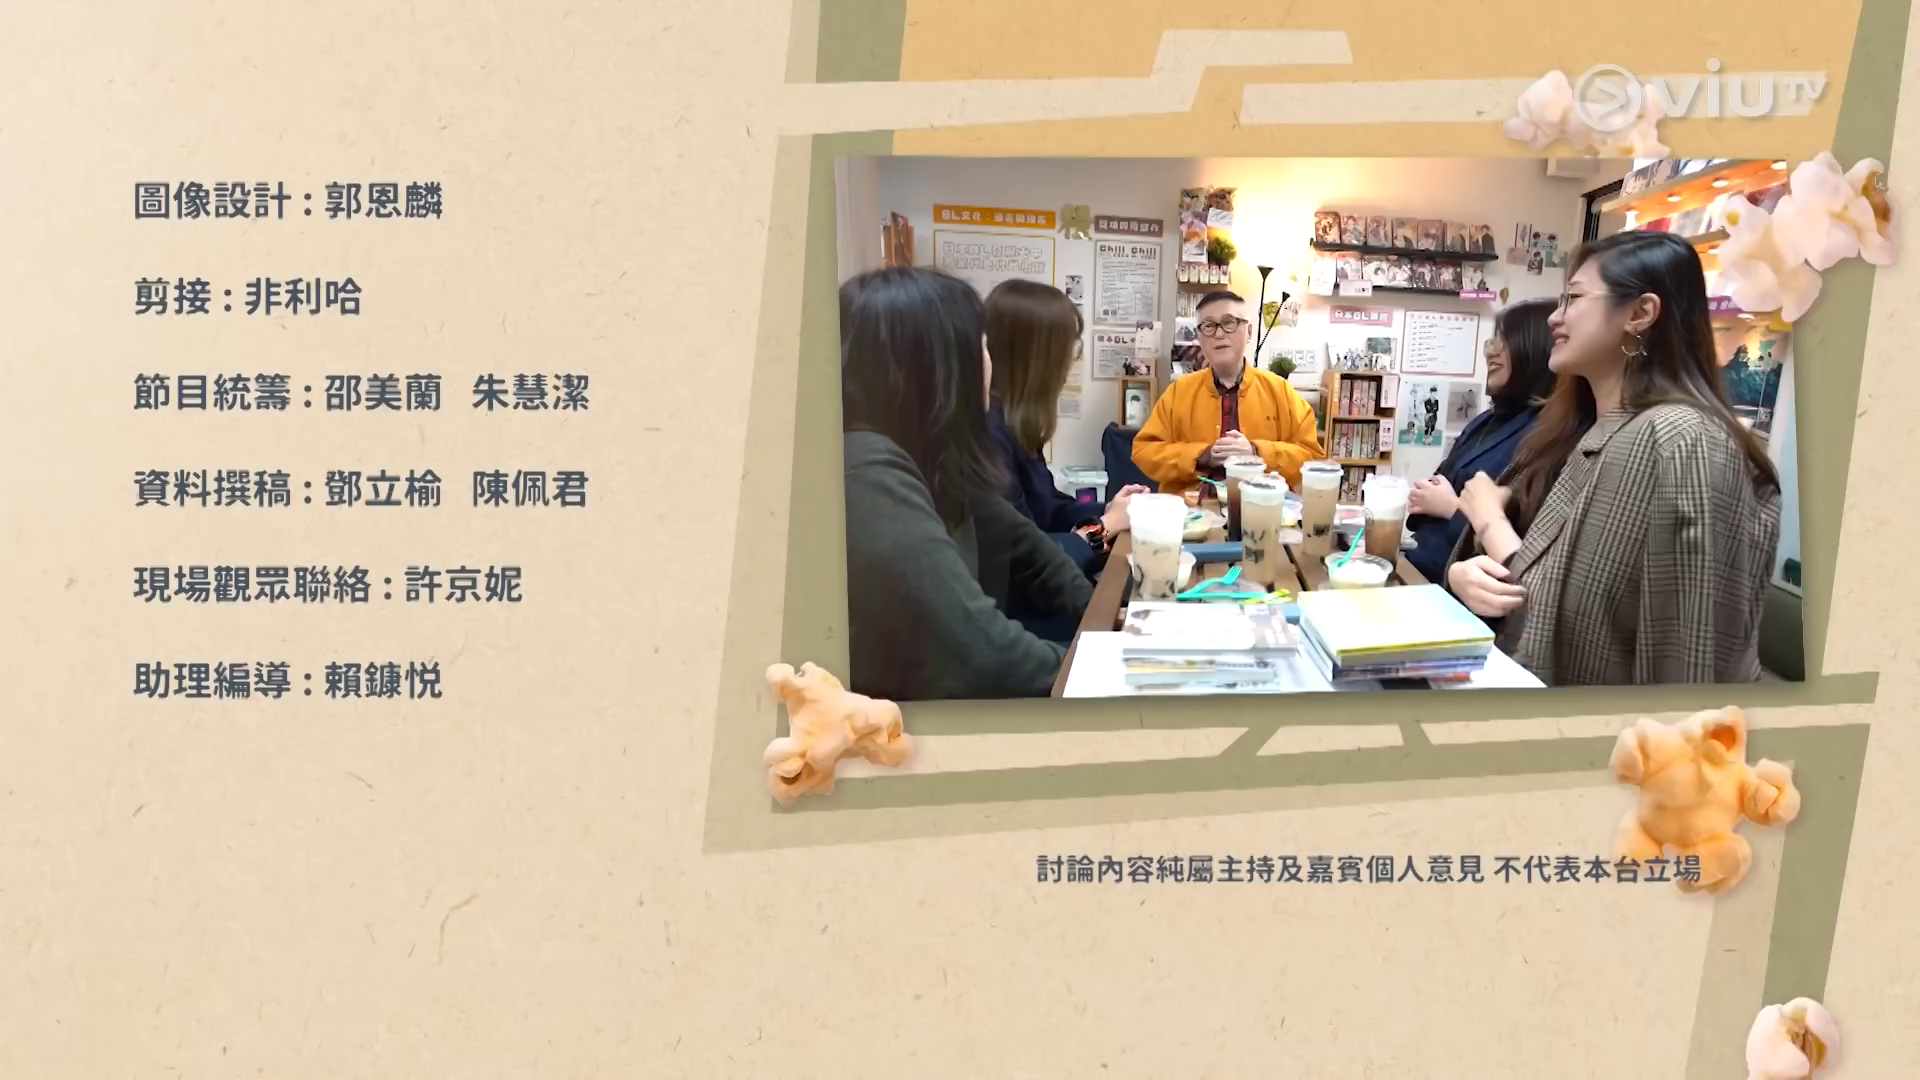 viuTV
圖像設計 : 郭恩麟
剪接 : 非利哈
節目統籌 : 邵美蘭 朱慧潔
資料撰稿 : 鄧立榆 陳佩君
現場觀眾聯絡 : 許京妮
助理編導 : 賴鏮悦
Chill Chill
討論內容純屬主持及嘉賓個人意見 不代表本台立場